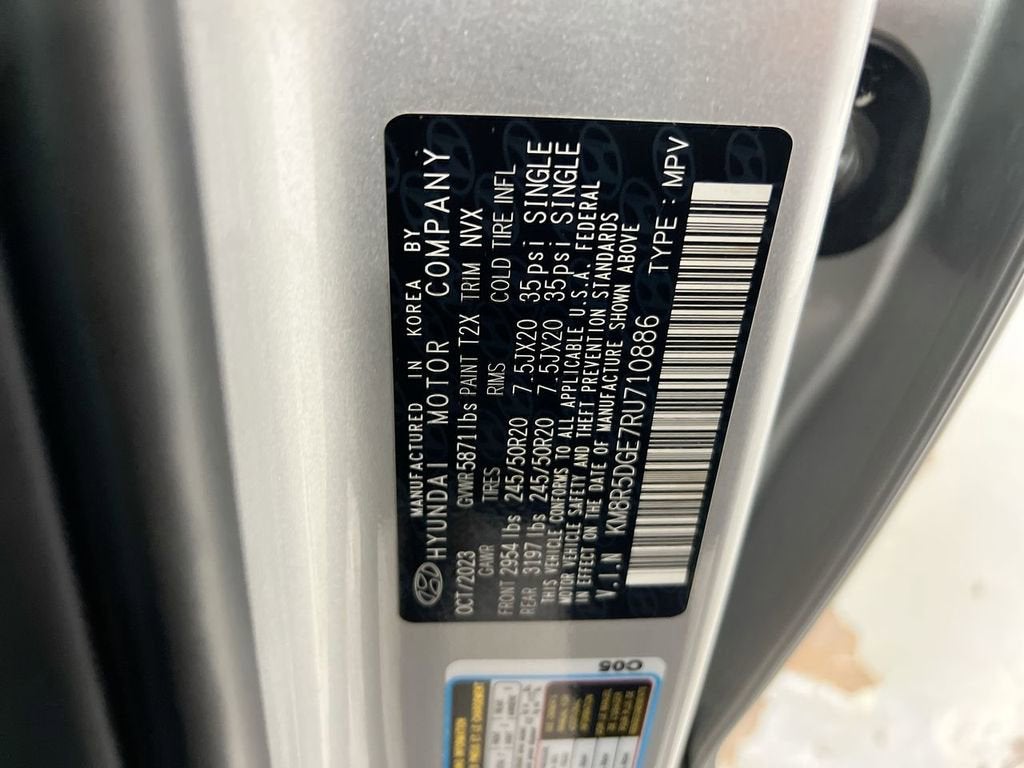 MANUFACTURED IN KOREA BY
HYUNDAI MOTOR COMPANY
OCT/2023 GVWR 5871lbs PAINT T2X TRIM NVX
GAWR TIRES RIMS COLD TIRE INFL
FRONT 2954 lbs 245/50R20 7.5JX20 35psi SINGLE
REAR 3197 lbs 245/50R20 7.5JX20 35psi SINGLE
THIS VEHICLE CONFORMS TO ALL APPLICABLE U.S.A. FEDERAL
MOTOR VEHICLE SAFETY AND THEFT PREVENTION STANDARDS
IN EFFECT ON THE DATE OF MANUFACTURE SHOWN ABOVE
V.I.N KM8R5DGE7RU710886 TYPE : MPV
C05